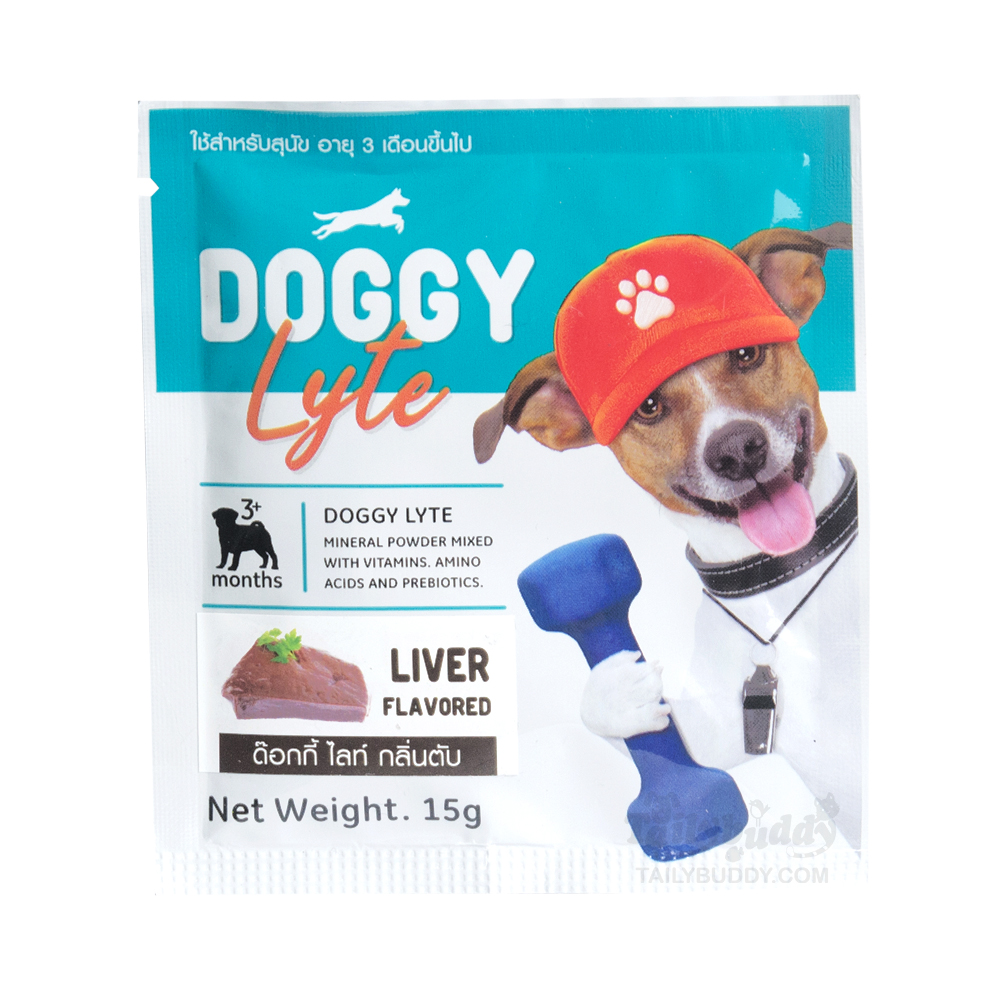 ใช้สำหรับสุนัข อายุ 3 เดือนขึ้นไป
DOGGY
Lyte
3+
months
DOGGY LYTE
MINERAL POWDER MIXED
WITH VITAMINS. AMINO
ACIDS AND PREBIOTICS.
LIVER
FLAVORED
ด๊อกกี้ ไลท์ กลิ่นตับ
Net Weight. 15g
Taily Buddy
TAILYBUDDY.COM